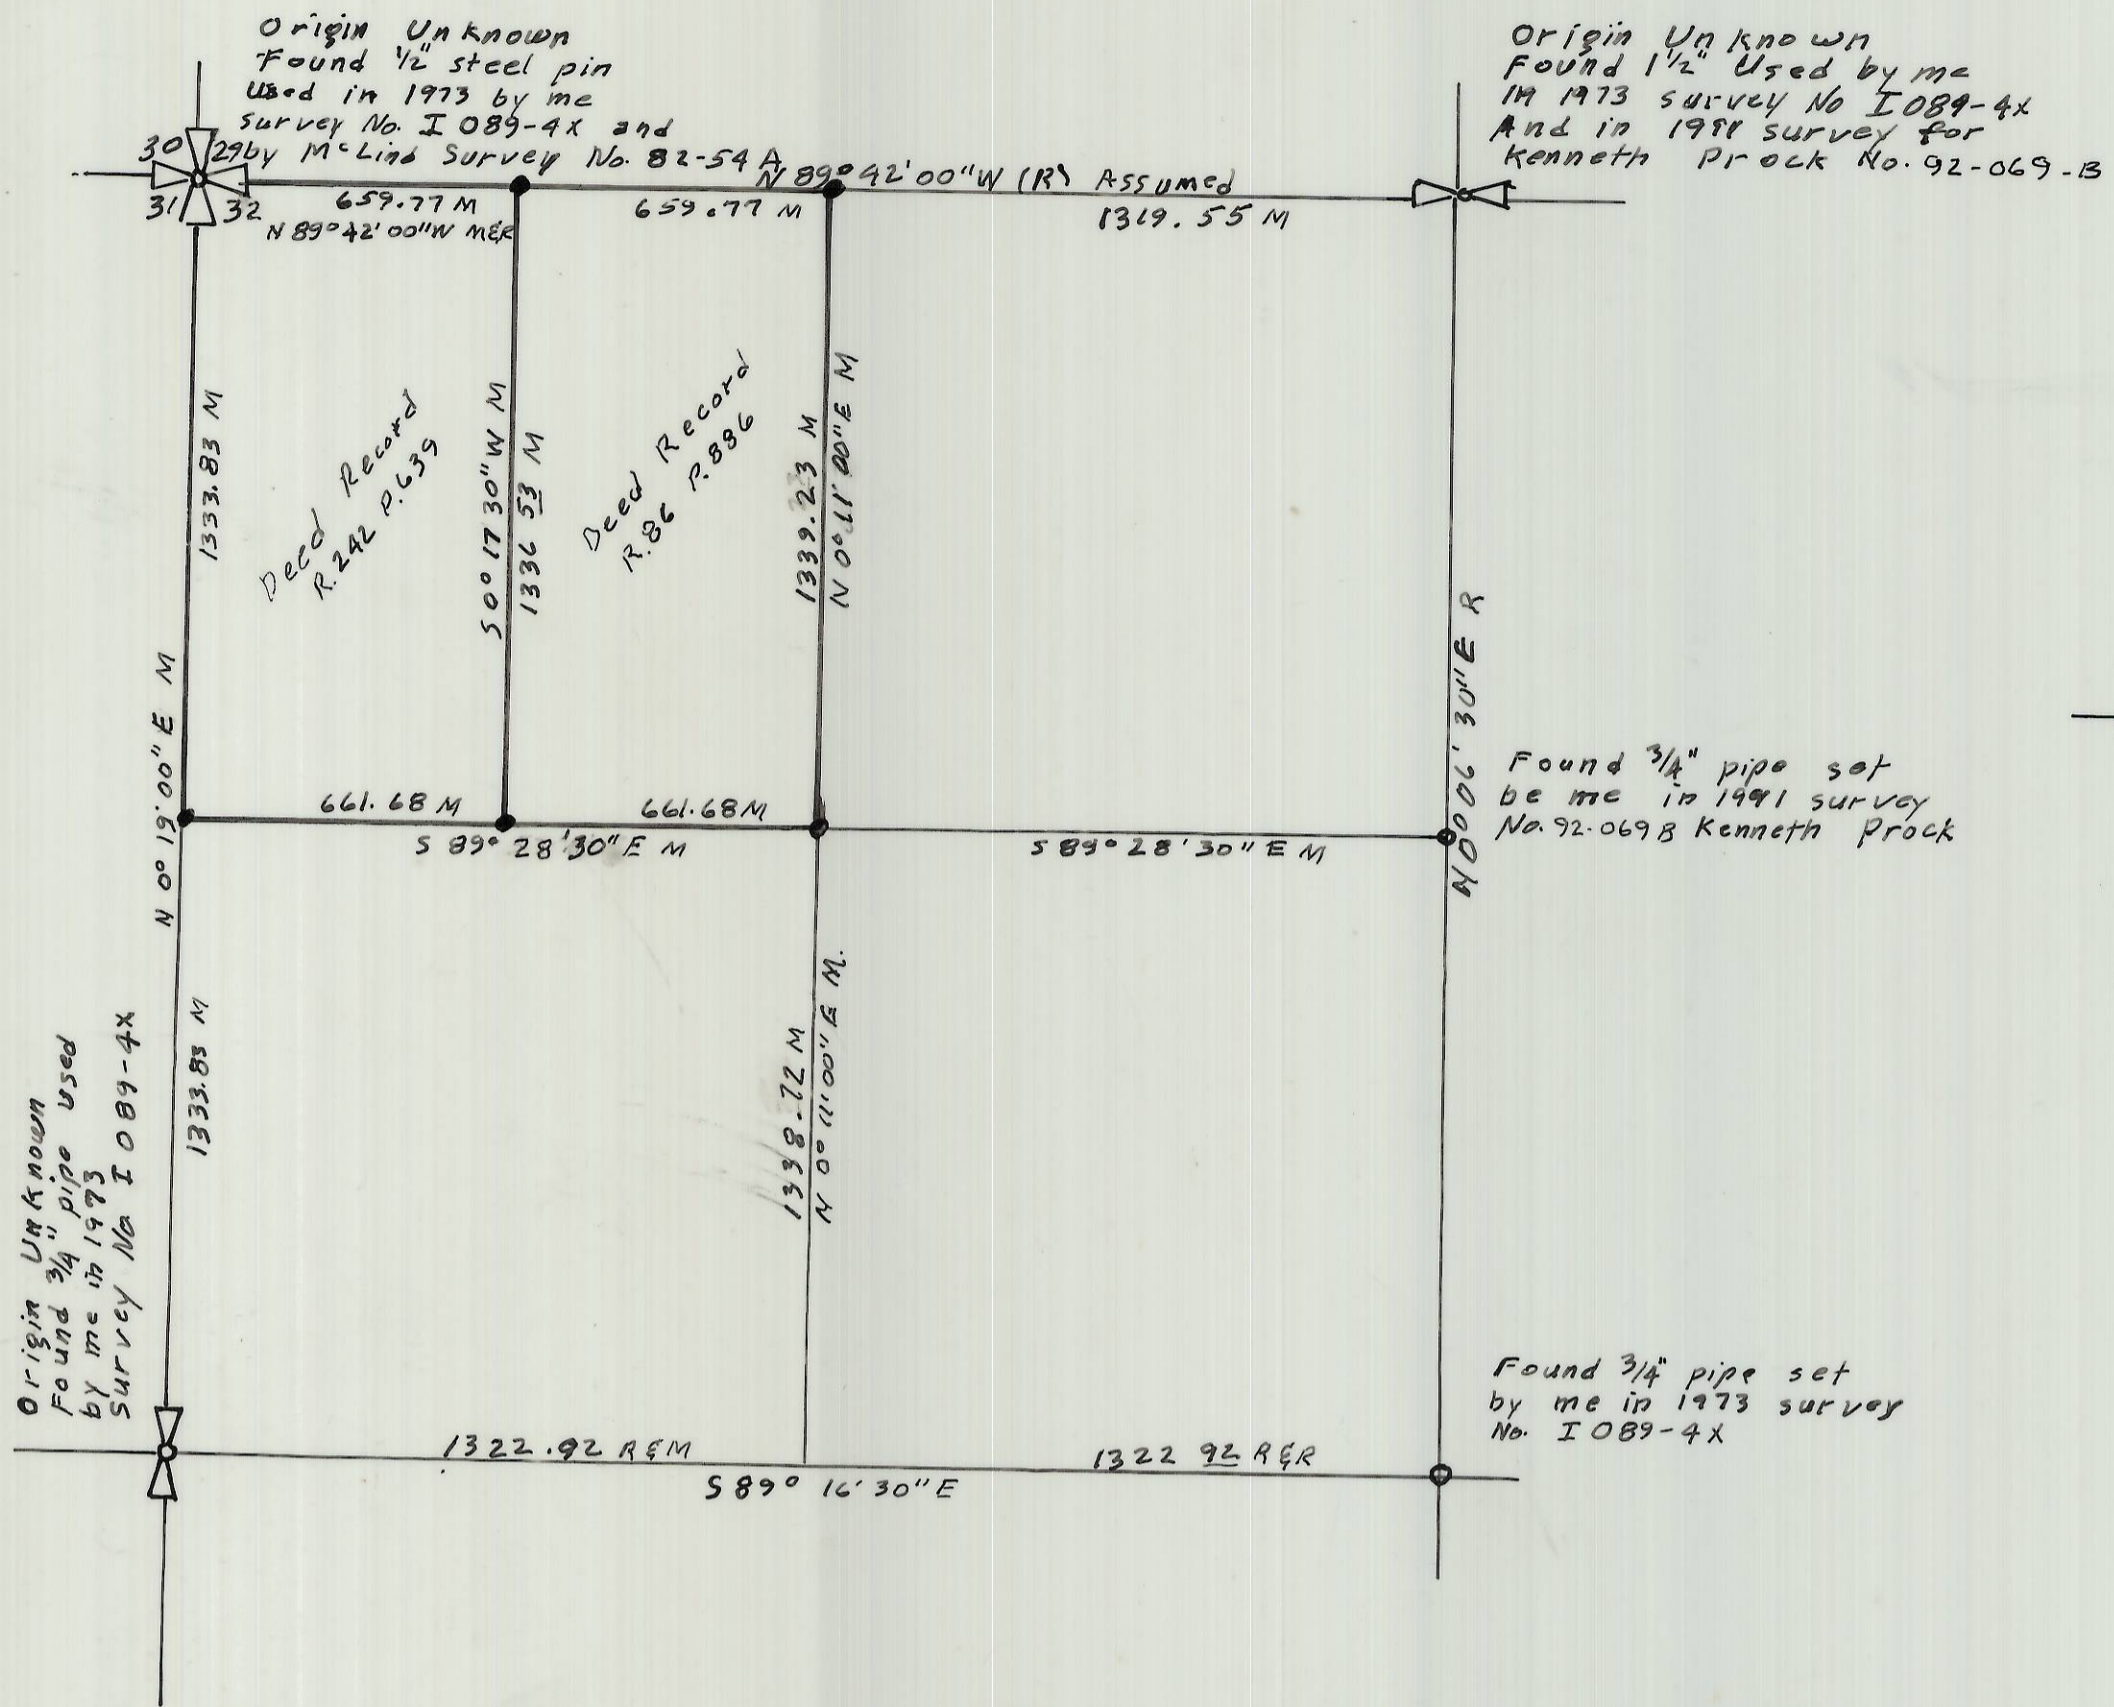 Origin Unknown
Found 1/2" steel pin
Used in 1973 by me
survey No. I 089-4X and
by McLind Survey No. 82-54 A
30 29
31 32
Origin Unknown
Found 1 1/2" Used by me
in 1973 survey No I 089-4X
And in survey for
Kenneth Prock No. 92-069-B
N 89° 42' 00" W (R) Assumed
659.77 M
659.77 M
1319.55 M
N 89° 42' 00" W M&R
1333.83 M
Deed Record
R. 242 P. 639
S 0° 17 30" W M
1336 53 M
Deed Record
R. 86 P. 886
1339.23 M
N 0° 11' 00" E M
N 0° 06' 30" E R
N 0° 19' 00" E M
661.68 M
661.68 M
S 89° 28' 30" E M
S 89° 28' 30" E M
Found 3/4" pipe set
be me in 1991 survey
No. 92-069 B Kenneth Prock
1333.83 M
1338.72 M
N 0° 11' 00" E M.
Origin Unknown
Found 3/4" pipe used
by me in 1973
Survey No I 089-4X
1322.92 R&M
1322 92 R&R
S 89° 16' 30" E
Found 3/4" pipe set
by me in 1973 survey
No. I 089-4X